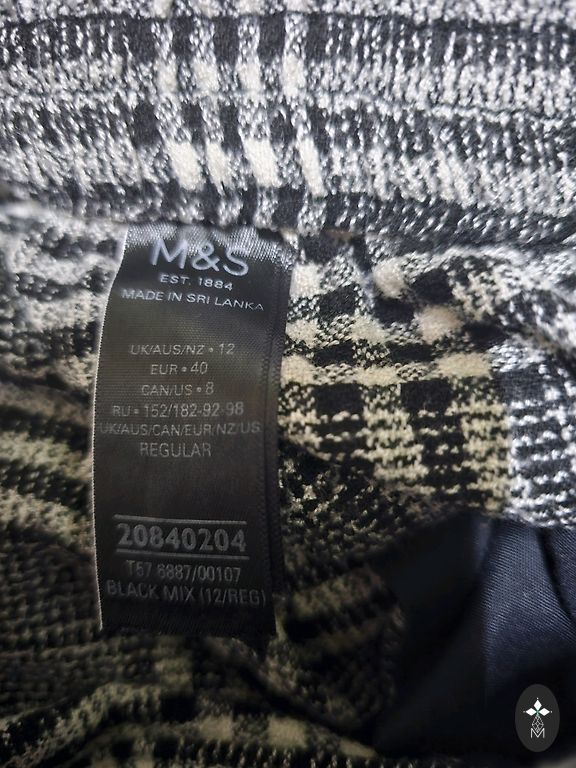 M&S
EST. 1884
MADE IN SRI LANKA
UK/AUS/NZ • 12
EUR • 40
CAN/US • 8
RU • 152/182-92-98
UK/AUS/CAN/EUR/NZ/US
REGULAR
20840204
T57 6887/00107
BLACK MIX (12/REG)
M